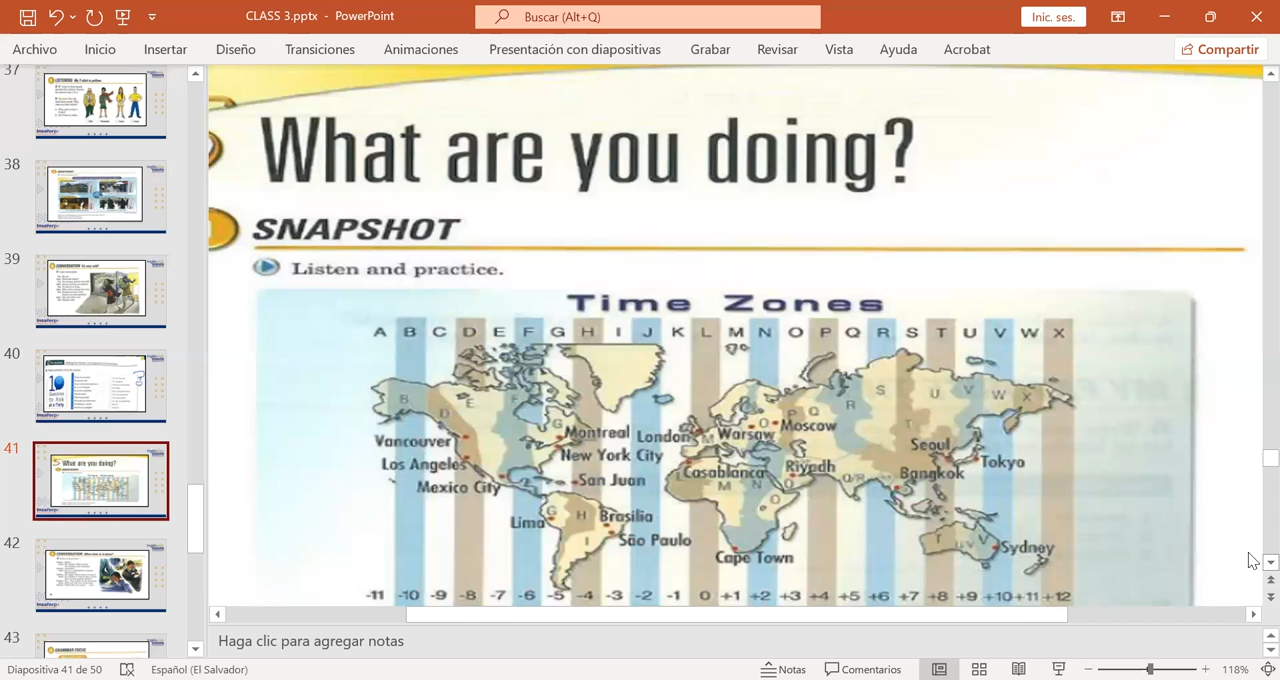 CLASS 3.pptx - PowerPoint
Buscar (Alt+Q)
Inic. ses.
Archivo Inicio Insertar Diseño Transiciones Animaciones Presentación con diapositivas Grabar Revisar Vista Ayuda Acrobat Compartir
37
38
39
40
41
42
43
What are you doing?
SNAPSHOT
Listen and practice.
Time Zones
A B C D E F G H I J K L M N O P Q R S T U V W X
Vancouver
Los Angeles
Mexico City
Montreal
New York City
San Juan
Lima
Brasilia
São Paulo
London
Warsaw
Moscow
Casablanca
Riyadh
Cape Town
Seoul
Tokyo
Bangkok
Sydney
-11 -10 -9 -8 -7 -6 -5 -4 -3 -2 -1 0 +1 +2 +3 +4 +5 +6 +7 +8 +9 +10 +11 +12
Haga clic para agregar notas
Diapositiva 41 de 50 Español (El Salvador) Notas Comentarios 118%